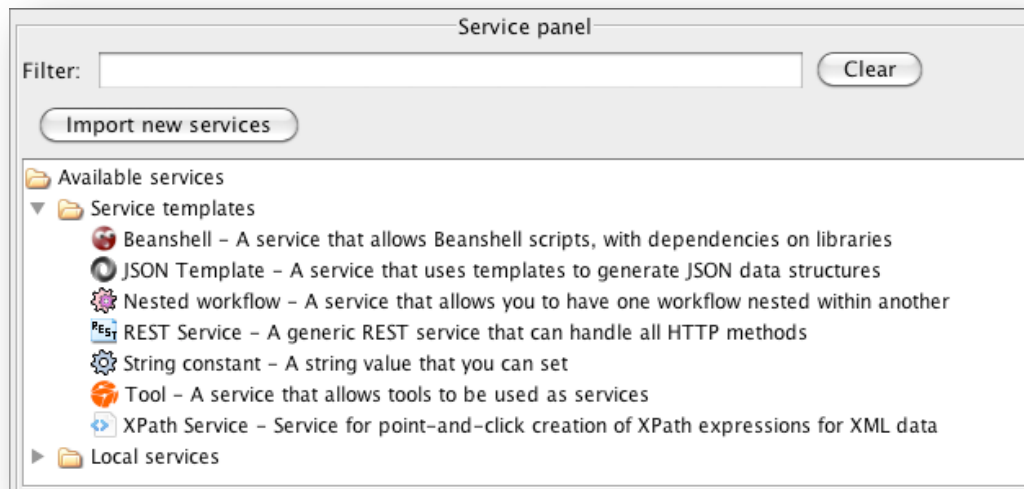 Service panel
Filter:
Clear
Import new services
Available services
Service templates
Beanshell – A service that allows Beanshell scripts, with dependencies on libraries
JSON Template – A service that uses templates to generate JSON data structures
Nested workflow – A service that allows you to have one workflow nested within another
REST REST Service – A generic REST service that can handle all HTTP methods
String constant – A string value that you can set
Tool – A service that allows tools to be used as services
XPath Service – Service for point-and-click creation of XPath expressions for XML data
Local services